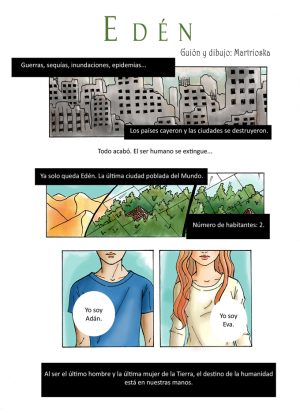 EDÉN
Guión y dibujo: Martrioska
Guerras, sequías, inundaciones, epidemías...
Los países cayeron y las ciudades se destruyeron.
Todo acabó. El ser humano se extingue...
Ya solo queda Edén. La última ciudad poblada del Mundo.
Número de habitantes: 2.
Yo soy
Adán.
Yo soy
Eva.
Al ser el último hombre y la última mujer de la Tierra, el destino de la humanidad
está en nuestras manos.